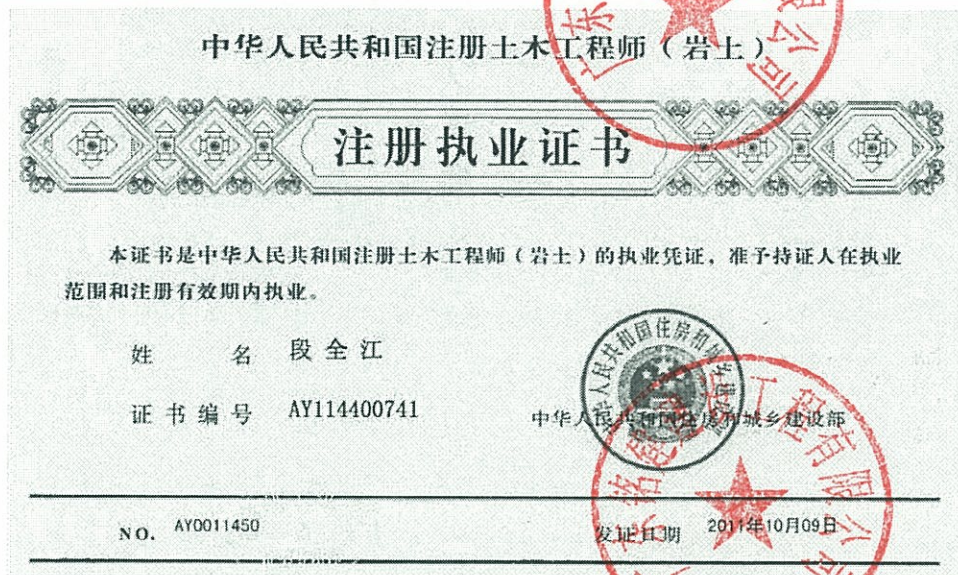 中华人民共和国注册土木工程师（岩土）
注册执业证书
本证书是中华人民共和国注册土木工程师（岩土）的执业凭证，准予持证人在执业
范围和注册有效期内执业。
姓 名 段全江
证书编号 AY114400741
中华人民共和国住房和城乡建设部
NO. AY0011450 发证日期 2011年10月09日